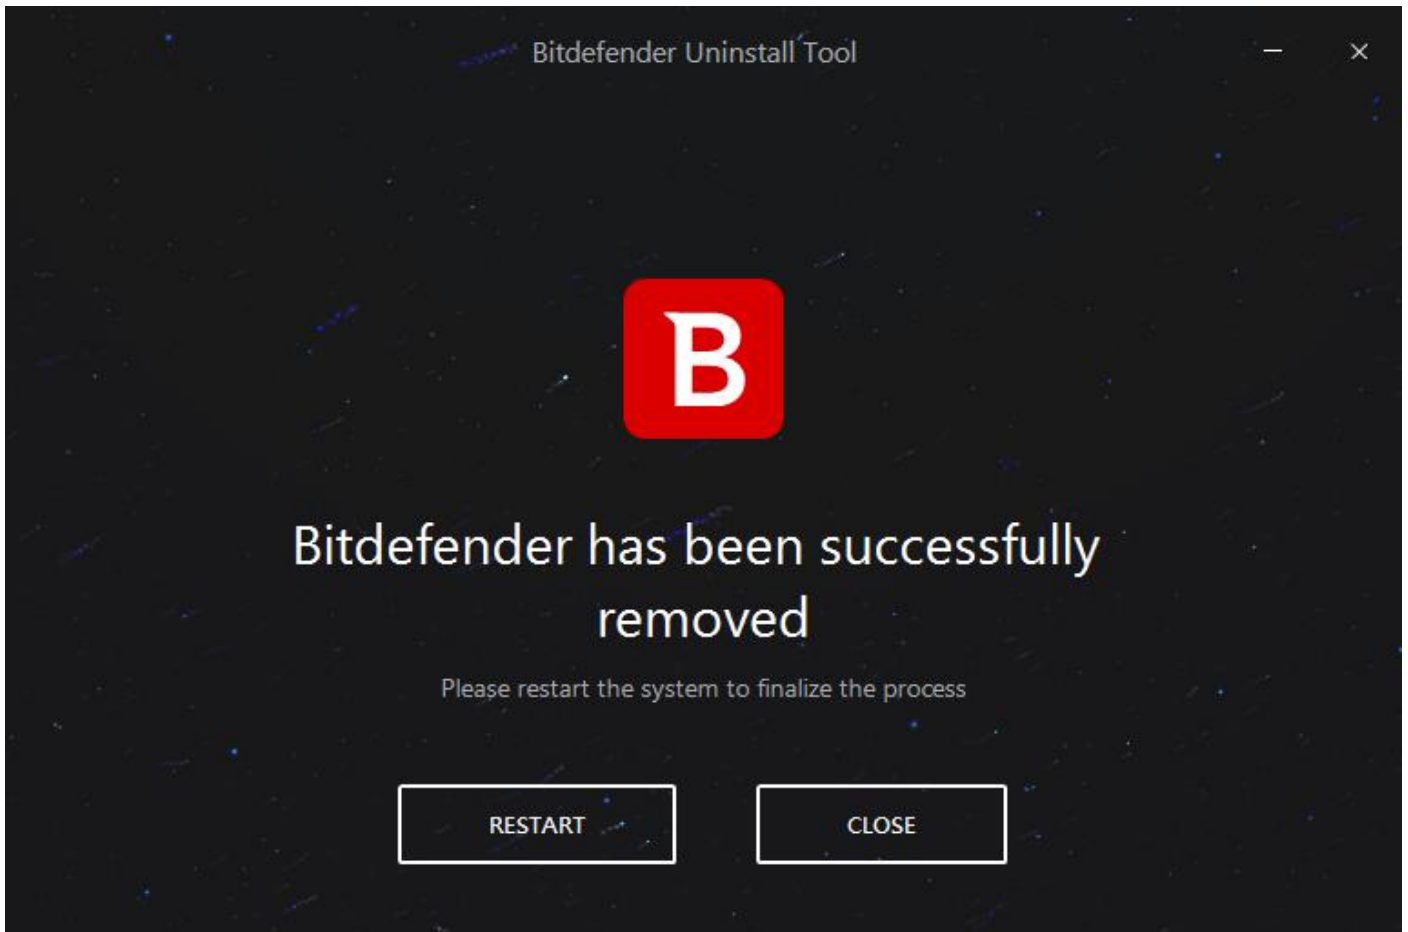 Bitdefender Uninstall Tool
B
Bitdefender has been successfully
removed
Please restart the system to finalize the process
RESTART
CLOSE